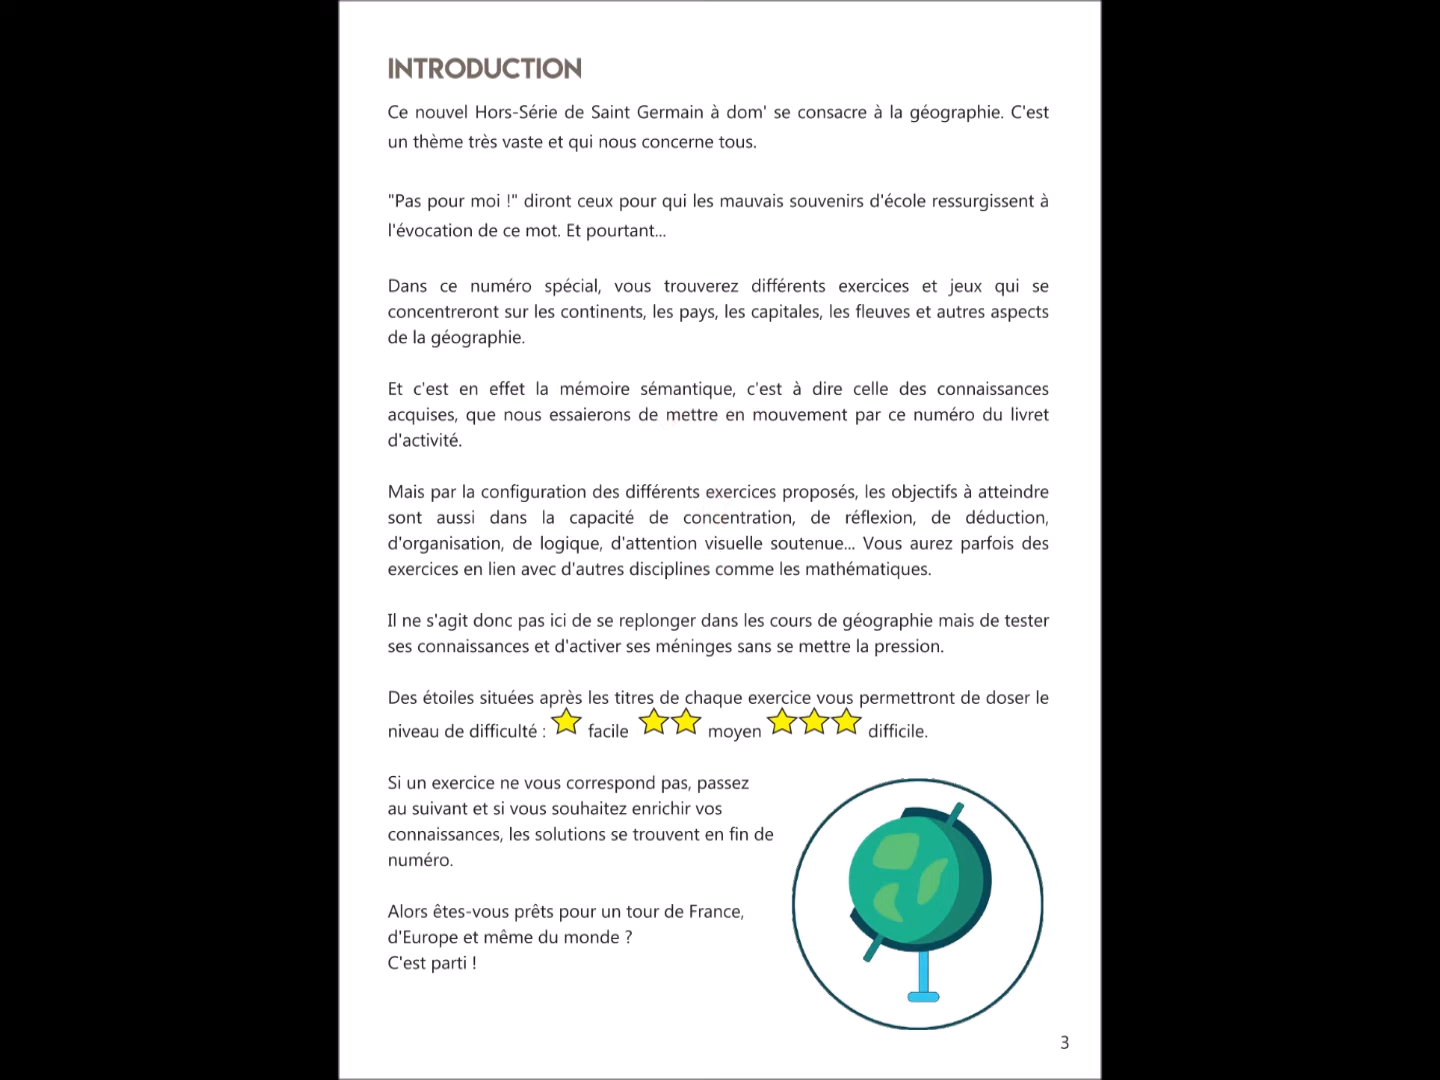 INTRODUCTION
Ce nouvel Hors-Série de Saint Germain à dom' se consacre à la géographie. C'est
un thème très vaste et qui nous concerne tous.
"Pas pour moi !" diront ceux pour qui les mauvais souvenirs d'école ressurgissent à
l'évocation de ce mot. Et pourtant...
Dans ce numéro spécial, vous trouverez différents exercices et jeux qui se
concentreront sur les continents, les pays, les capitales, les fleuves et autres aspects
de la géographie.
Et c'est en effet la mémoire sémantique, c'est à dire celle des connaissances
acquises, que nous essaierons de mettre en mouvement par ce numéro du livret
d'activité.
Mais par la configuration des différents exercices proposés, les objectifs à atteindre
sont aussi dans la capacité de concentration, de réflexion, de déduction,
d'organisation, de logique, d'attention visuelle soutenue... Vous aurez parfois des
exercices en lien avec d'autres disciplines comme les mathématiques.
Il ne s'agit donc pas ici de se replonger dans les cours de géographie mais de tester
ses connaissances et d'activer ses méninges sans se mettre la pression.
Des étoiles situées après les titres de chaque exercice vous permettront de doser le
niveau de difficulté : facile moyen difficile.
Si un exercice ne vous correspond pas, passez
au suivant et si vous souhaitez enrichir vos
connaissances, les solutions se trouvent en fin de
numéro.
Alors êtes-vous prêts pour un tour de France,
d'Europe et même du monde ?
C'est parti !
3